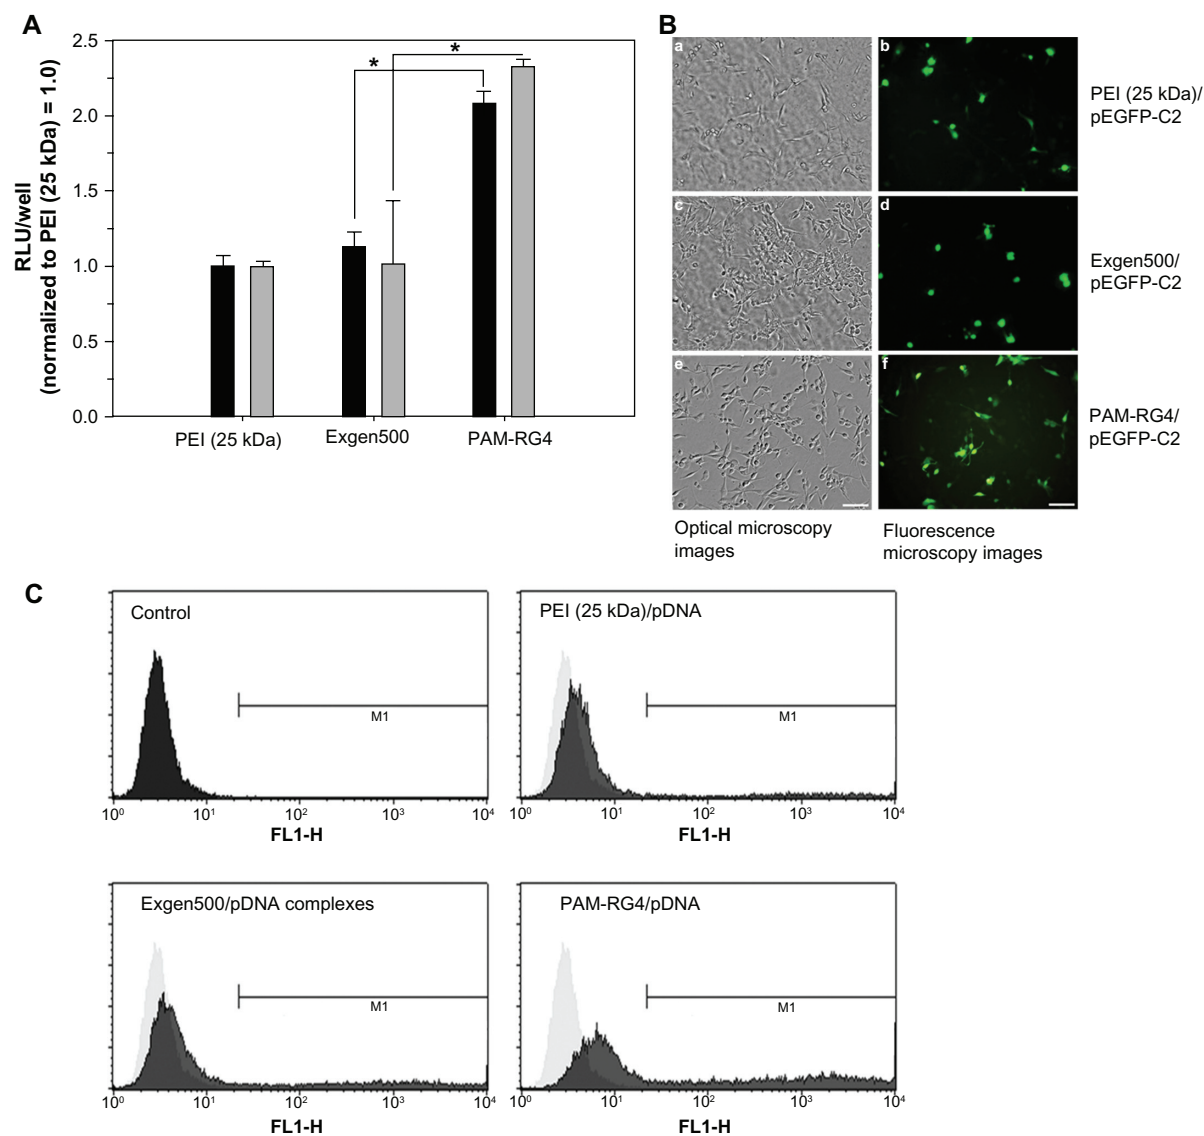 A
RLU/well
(normalized to PEI (25 kDa) = 1.0)
2.5
2.0
1.5
1.0
0.5
0.0
*
*
PEI (25 kDa)
Exgen500
PAM-RG4
B
a
b
PEI (25 kDa)/
pEGFP-C2
c
d
Exgen500/
pEGFP-C2
e
f
PAM-RG4/
pEGFP-C2
Optical microscopy
images
Fluorescence
microscopy images
C
Control
M1
10⁰ 10¹ 10² 10³ 10⁴
FL1-H
PEI (25 kDa)/pDNA
M1
10⁰ 10¹ 10² 10³ 10⁴
FL1-H
Exgen500/pDNA complexes
M1
10⁰ 10¹ 10² 10³ 10⁴
FL1-H
PAM-RG4/pDNA
M1
10⁰ 10¹ 10² 10³ 10⁴
FL1-H